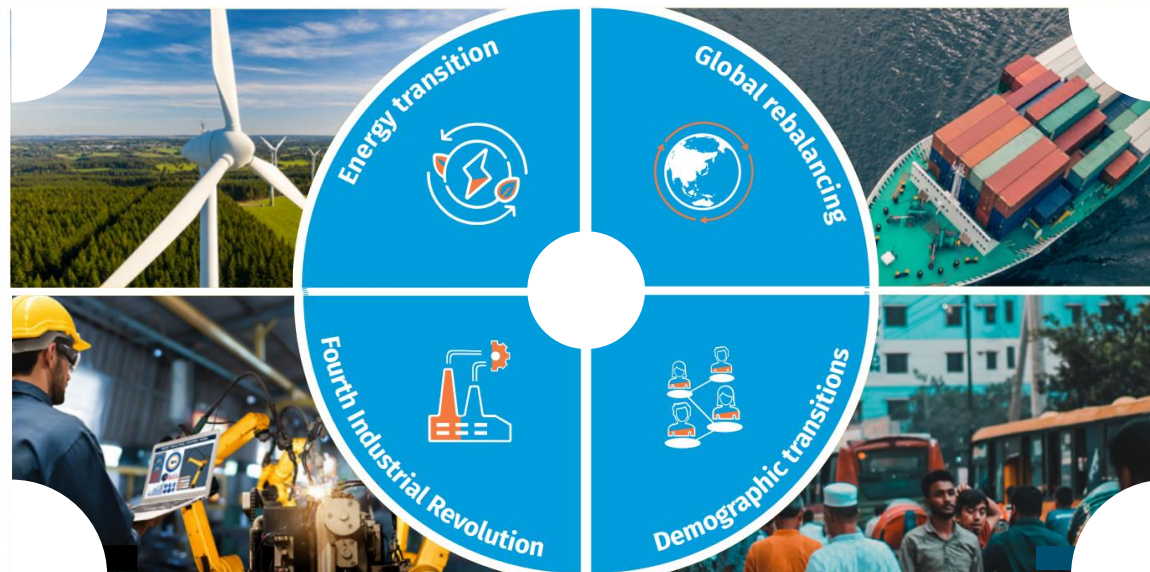 Energy transition
Global rebalancing
Fourth Industrial Revolution
Demographic transitions